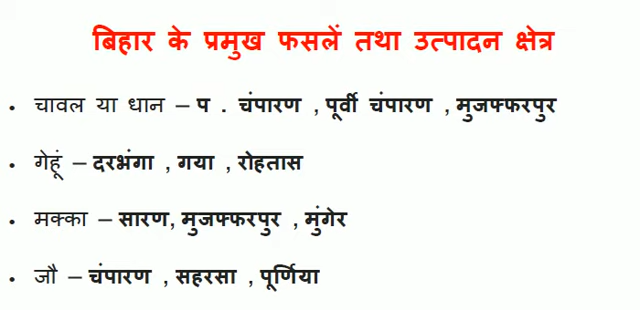 बिहार के प्रमुख फसलें तथा उत्पादन क्षेत्र
• चावल या धान – प . चंपारण , पूर्वी चंपारण , मुजफ्फरपुर
• गेहूं – दरभंगा , गया , रोहतास
• मक्का – सारण, मुजफ्फरपुर , मुंगेर
• जौ – चंपारण , सहरसा , पूर्णिया